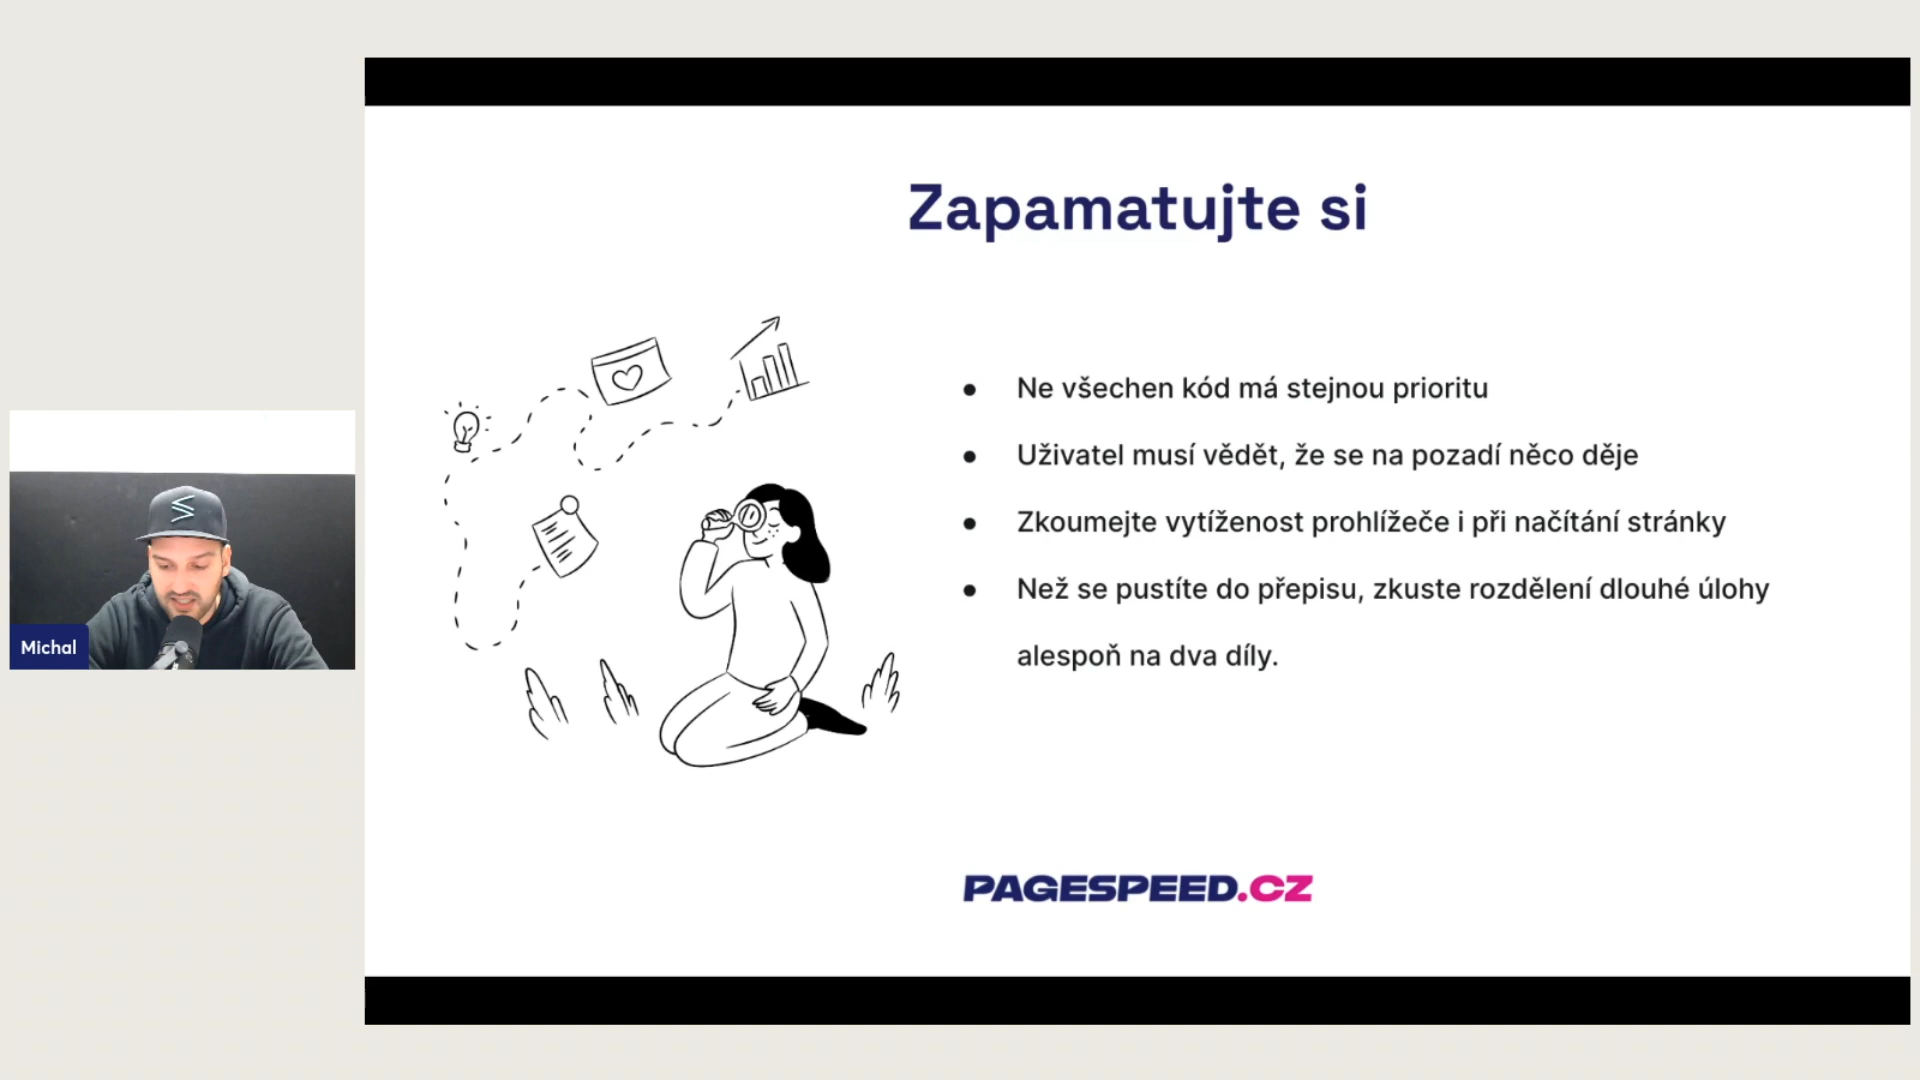 Zapamatujte si
● Ne všechen kód má stejnou prioritu
● Uživatel musí vědět, že se na pozadí něco děje
● Zkoumejte vytíženost prohlížeče i při načítání stránky
● Než se pustíte do přepisu, zkuste rozdělení dlouhé úlohy
alespoň na dva díly.
Michal
PAGESPEED.CZ